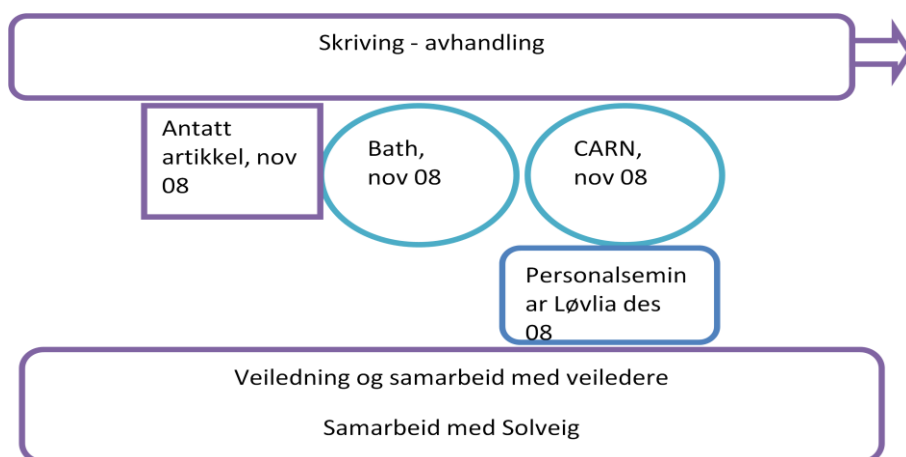 Skriving - avhandling
Antatt
artikkel, nov
08
Bath,
nov 08
CARN,
nov 08
Personalsemin
ar Løvlia des
08
Veiledning og samarbeid med veiledere
Samarbeid med Solveig